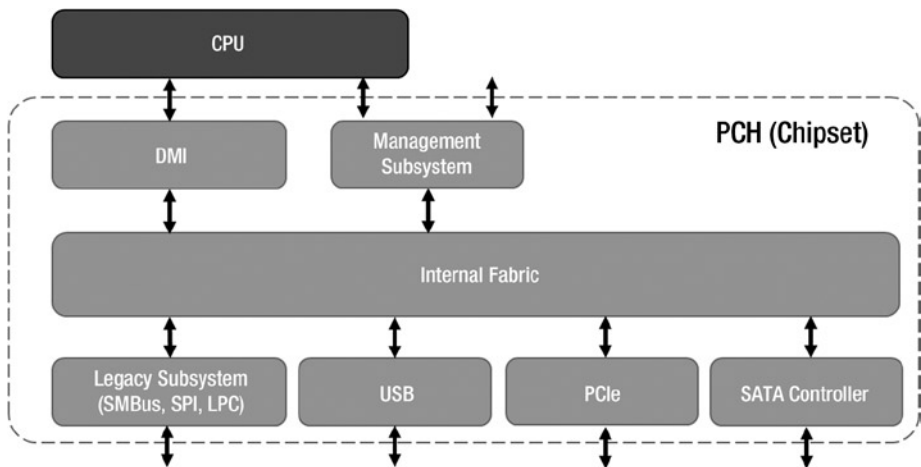 CPU
PCH (Chipset)
DMI
Management
Subsystem
Internal Fabric
Legacy Subsystem
(SMBus, SPI, LPC)
USB
PCIe
SATA Controller